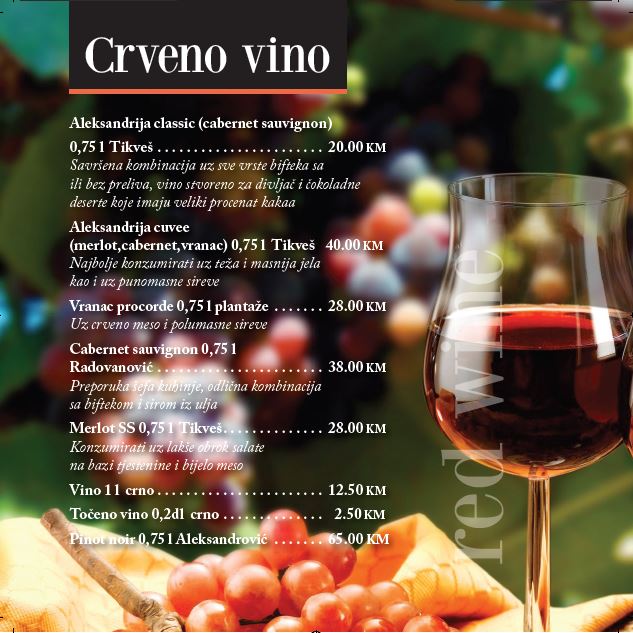 Crveno vino
Aleksandrija classic (cabernet sauvignon)
0,75 l Tikveš . . . . . . . . . . . . . . . . . . . . . . . 20.00 KM
Savršena kombinacija uz sve vrste bifteka sa
ili bez preliva, vino stvoreno za divljač i čokoladne
deserte koje imaju veliki procenat kakaa
Aleksandrija cuvee
(merlot,cabernet,vranac) 0,75 l Tikveš 40.00 KM
Najbolje konzumirati uz teža i masnija jela
kao i uz punomasne sireve
Vranac procorde 0,75 l plantaže . . . . . . . 28.00 KM
Uz crveno meso i polumasne sireve
Cabernet sauvignon 0,75 l
Radovanović . . . . . . . . . . . . . . . . . . . . . . . 38.00 KM
Preporuka šefa kuhinje, odlična kombinacija
sa biftekom i sirom iz ulja
Merlot SS 0,75 l Tikveš . . . . . . . . . . . . . . 28.00 KM
Konzumirati uz lakše obrok salate
na bazi tjestenine i bijelo meso
Vino 1 l crno . . . . . . . . . . . . . . . . . . . . . . . 12.50 KM
Točeno vino 0,2dl crno . . . . . . . . . . . . . 2.50 KM
Pinot noir 0,75 l Aleksandrović . . . . . . . 65.00 KM
red wine